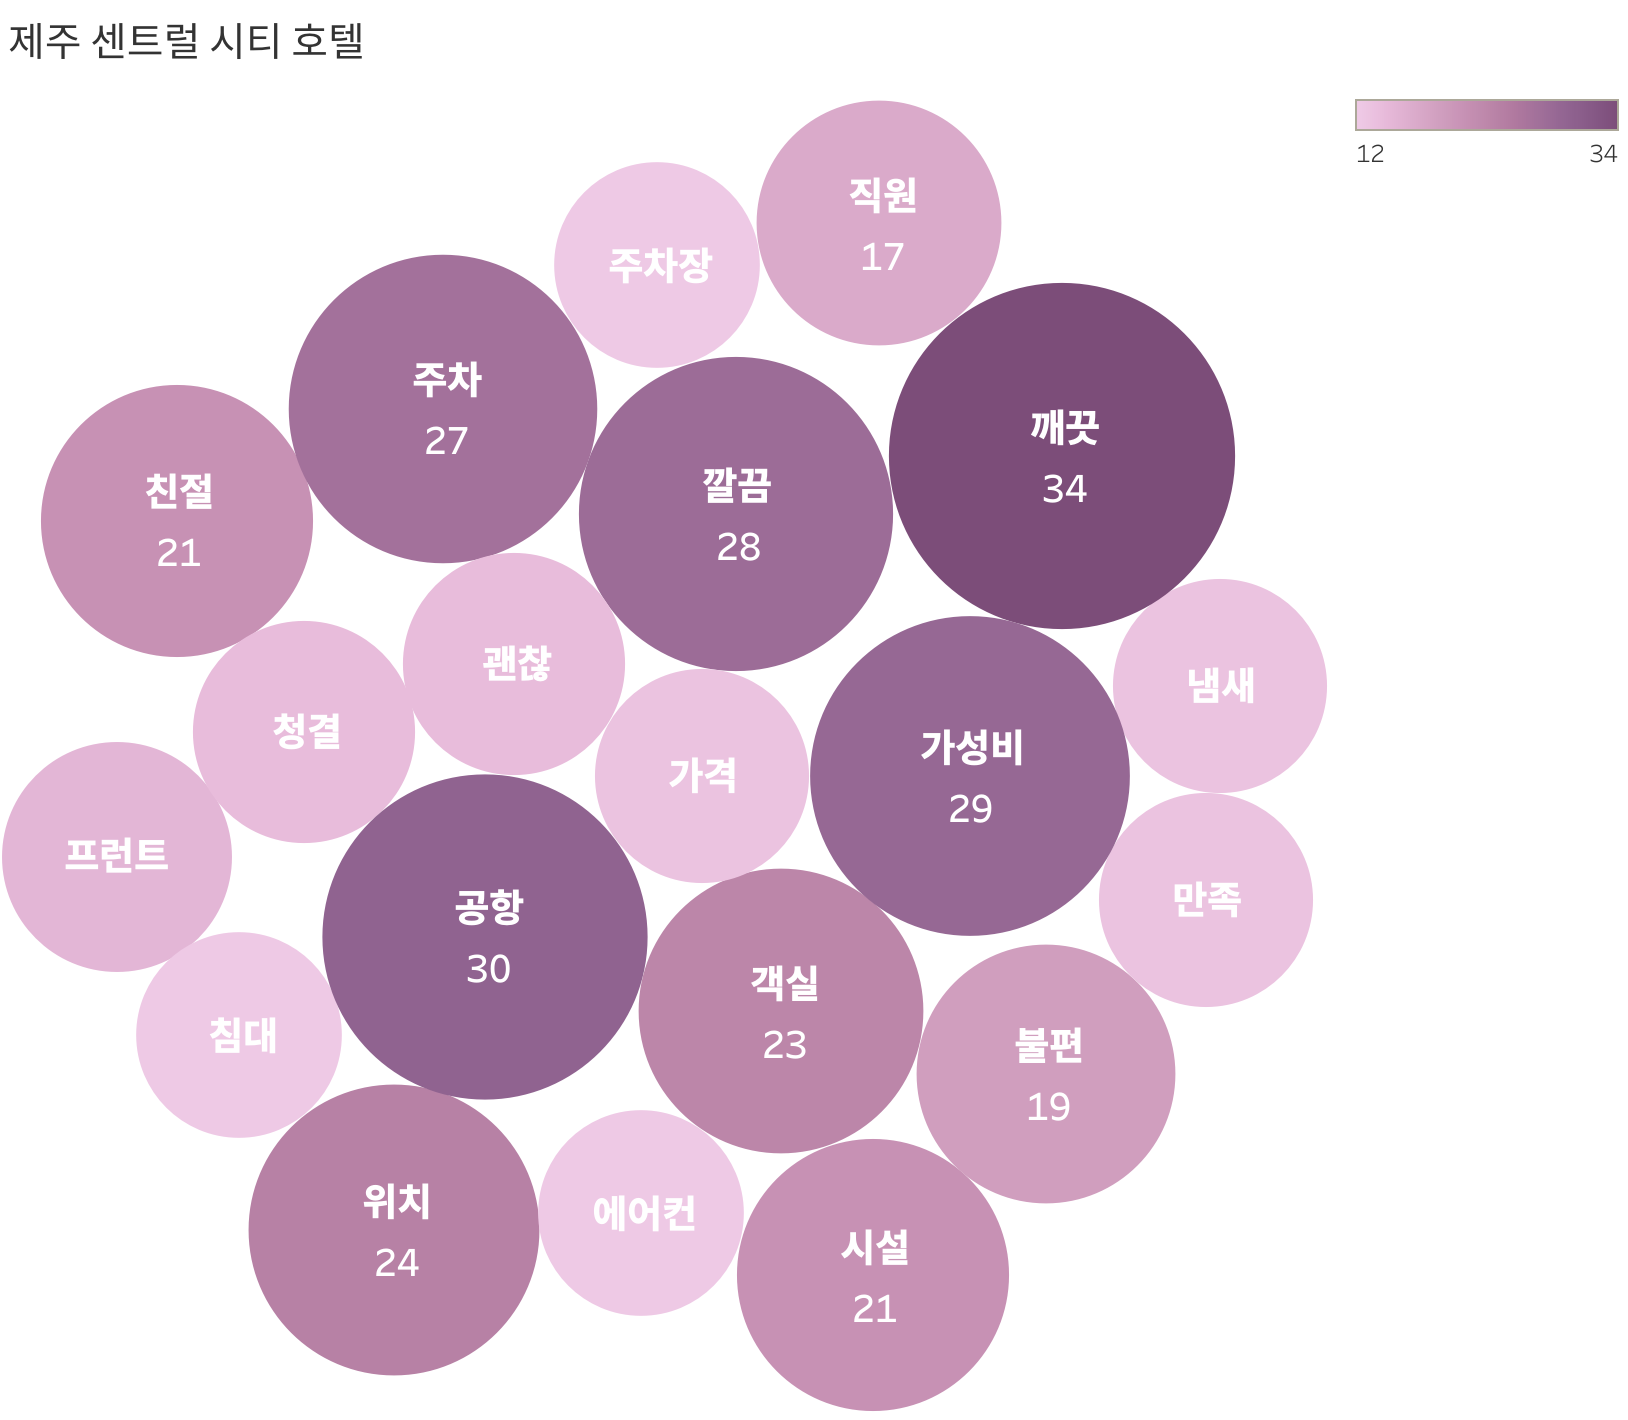 제주 센트럴 시티 호텔
12 34
직원
17
주차장
주차
27
깨끗
34
깔끔
28
친절
21
괜찮
냄새
청결
가격
가성비
29
프런트
만족
공항
30
객실
23
침대
불편
19
위치
24
에어컨
시설
21